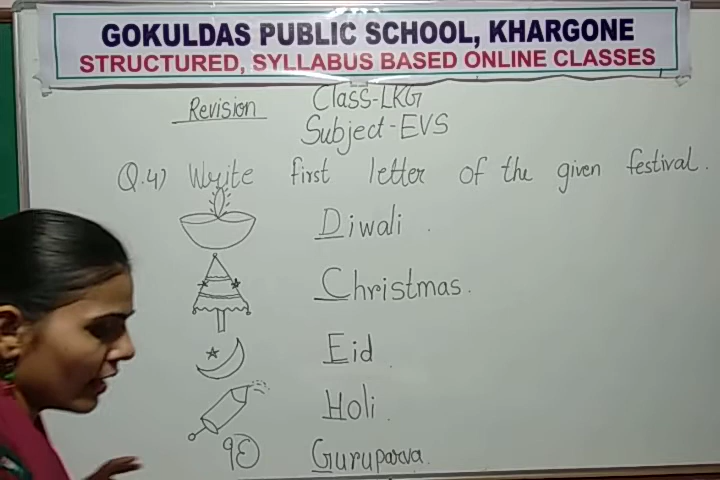 GOKULDAS PUBLIC SCHOOL, KHARGONE
STRUCTURED, SYLLABUS BASED ONLINE CLASSES
Revision Class-LKG
Subject-EVS
Q.4) Write first letter of the given festival.
Diwali.
Christmas.
Eid
Holi.
ੴ Guruparva.